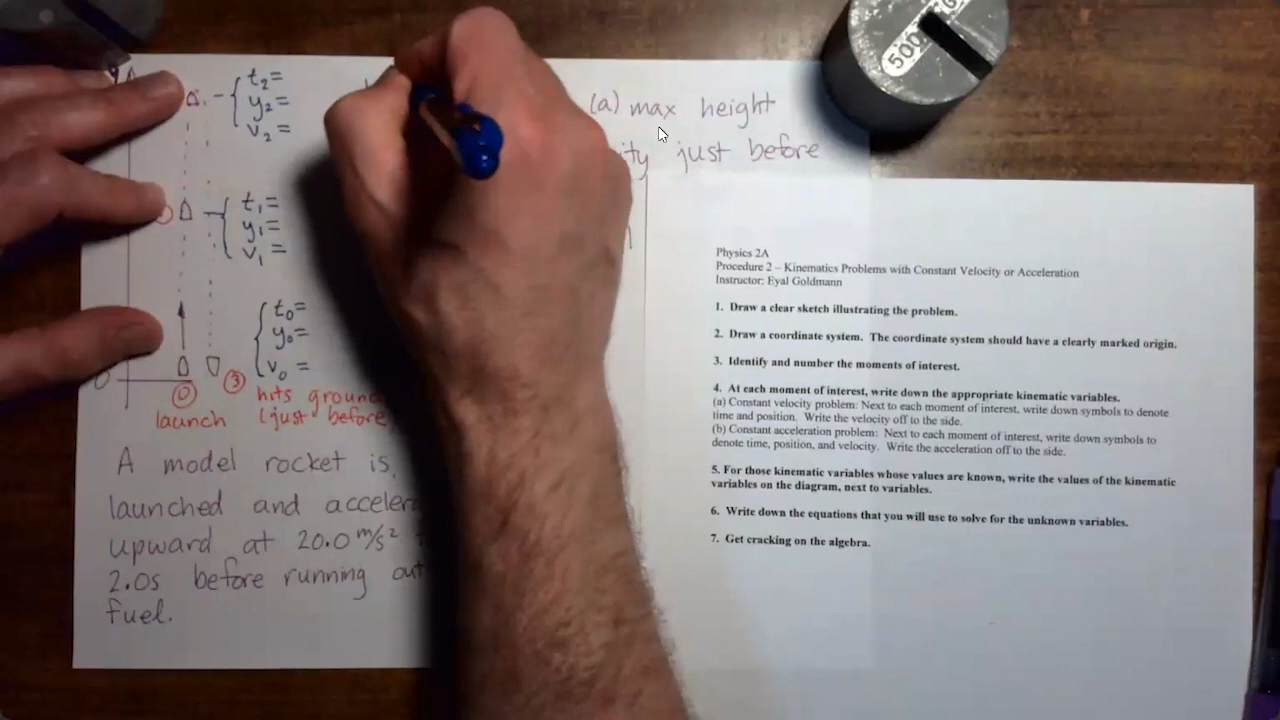 t₂=
y₂=
v₂=
t₁=
y₁=
v₁=
t₀=
y₀=
v₀=
0
0
3
hits ground
launch (just before)
A model rocket is
launched and
upward at 20.0 m/s²
2.0s before running out
fuel.
(a) max height
just before
500
Physics 2A
Procedure 2 – Kinematics Problems with Constant Velocity or Acceleration
Instructor: Eyal Goldmann
1. Draw a clear sketch illustrating the problem.
2. Draw a coordinate system. The coordinate system should have a clearly marked origin.
3. Identify and number the moments of interest.
4. At each moment of interest, write down the appropriate kinematic variables.
(a) Constant velocity problem: Next to each moment of interest, write down symbols to denote
time and position. Write the velocity off to the side.
(b) Constant acceleration problem: Next to each moment of interest, write down symbols to
denote time, position, and velocity. Write the acceleration off to the side.
5. For those kinematic variables whose values are known, write the values of the kinematic
variables on the diagram, next to variables.
6. Write down the equations that you will use to solve for the unknown variables.
7. Get cracking on the algebra.